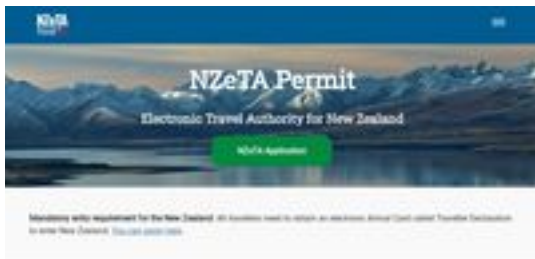 NZeTA
NZeTA Permit
Electronic Travel Authority for New Zealand
NZeTA Application
Mandatory entry requirement for the New Zealand: All travellers need to obtain an electronic Arrival Card called Traveller Declaration
to enter New Zealand. You can apply here.